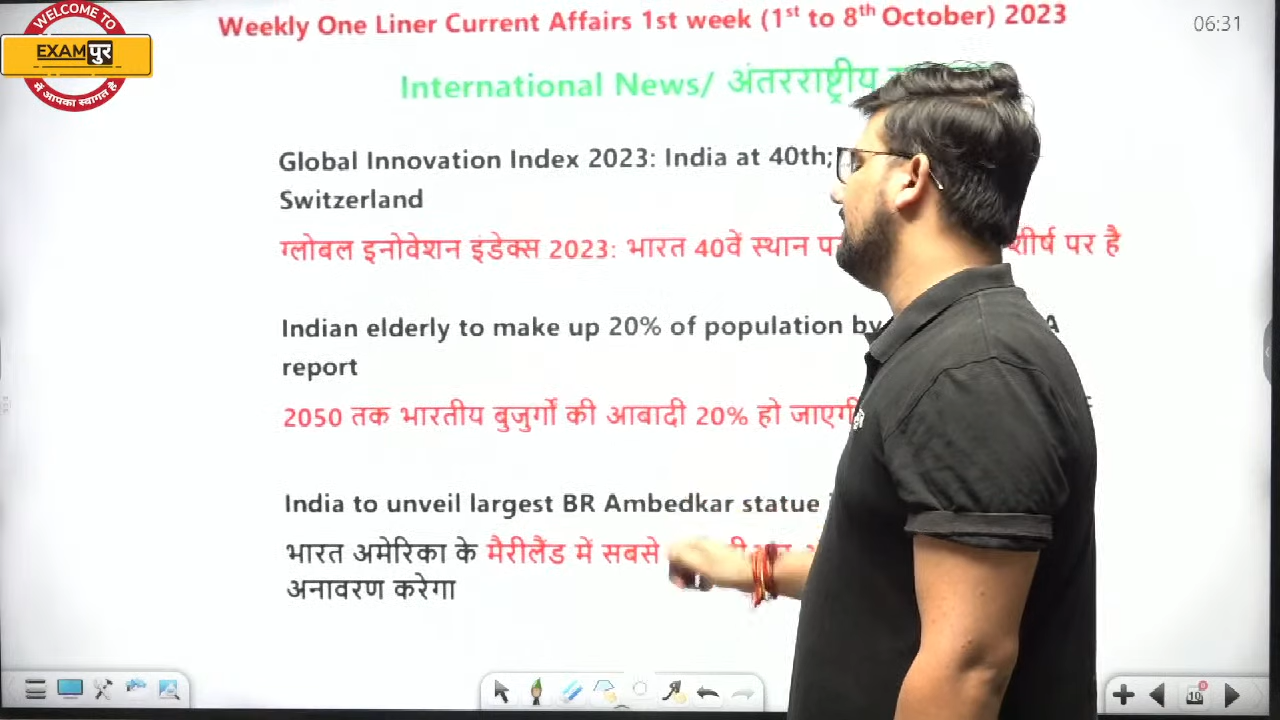 WELCOME TO
EXAMपुर
में आपका स्वागत है
Weekly One Liner Current Affairs 1st week (1st to 8th October) 2023
06:31
International News/ अंतरराष्ट्रीय
Global Innovation Index 2023: India at 40th;
Switzerland
ग्लोबल इनोवेशन इंडेक्स 2023: भारत 40वें स्थान शीर्ष पर है
Indian elderly to make up 20% of population by
report
2050 तक भारतीय बुजुर्गों की आबादी 20% हो जाएगी
India to unveil largest BR Ambedkar statue
भारत अमेरिका के मैरीलैंड में सबसे
अनावरण करेगा